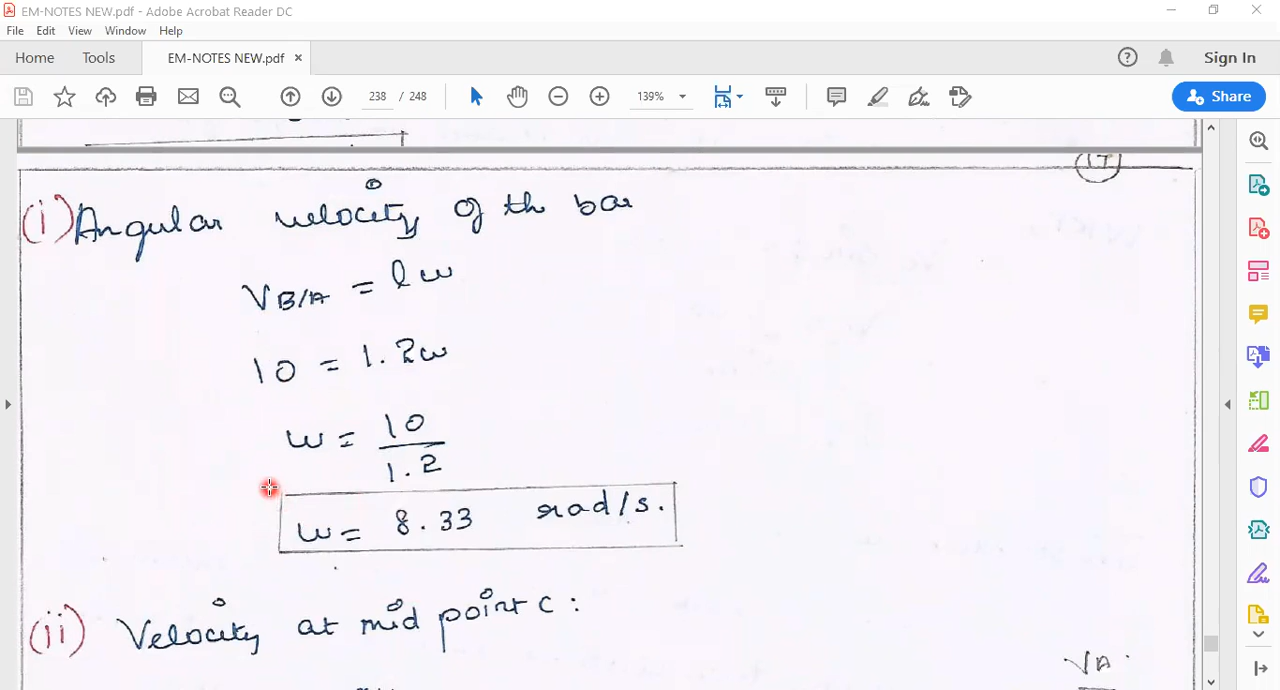 EM-NOTES NEW.pdf - Adobe Acrobat Reader DC
File Edit View Window Help
Home Tools EM-NOTES NEW.pdf × Sign In
238 / 248 139% Share
17
(i) Angular velocity of the bar
VB/A = lω
10 = 1.2ω
ω = 10
1.2
ω = 8.33 rad/s.
(ii) Velocity at mid point c :
VA